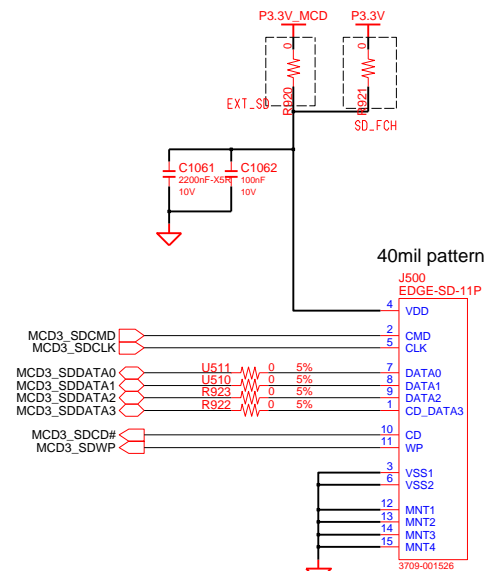 P3.3V_MCD P3.3V
0 0
R920 R921
EXT_SD
SD_FCH
C1061 C1062
2200nF-X5R 100nF
10V 10V
40mil pattern
J500
EDGE-SD-11P
4 VDD
MCD3_SDCMD 2 CMD
MCD3_SDCLK 5 CLK
MCD3_SDDATA0 U511 0 5% 7 DATA0
MCD3_SDDATA1 U510 0 5% 8 DATA1
MCD3_SDDATA2 R923 0 5% 9 DATA2
MCD3_SDDATA3 R922 0 5% 1 CD_DATA3
MCD3_SDCD# 10 CD
MCD3_SDWP 11 WP
3 VSS1
6 VSS2
12 MNT1
13 MNT2
14 MNT3
15 MNT4
3709-001526